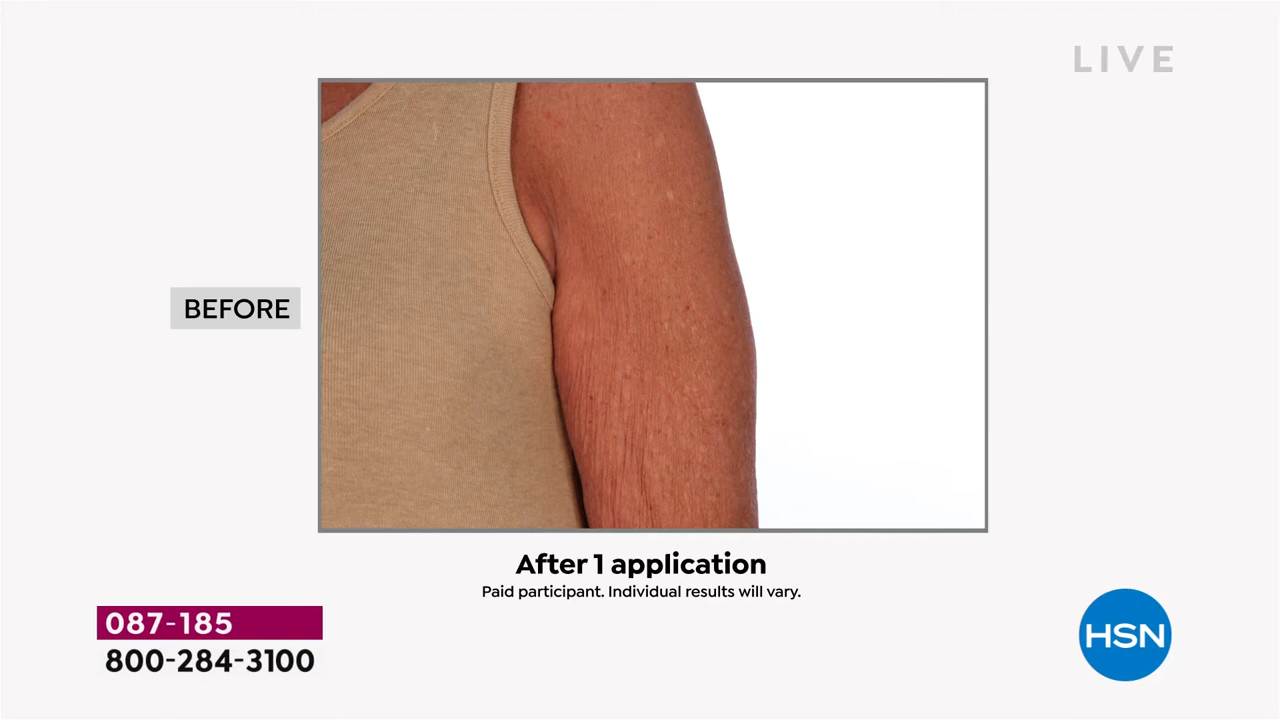 LIVE
BEFORE
After 1 application
Paid participant. Individual results will vary.
087-185
800-284-3100
HSN